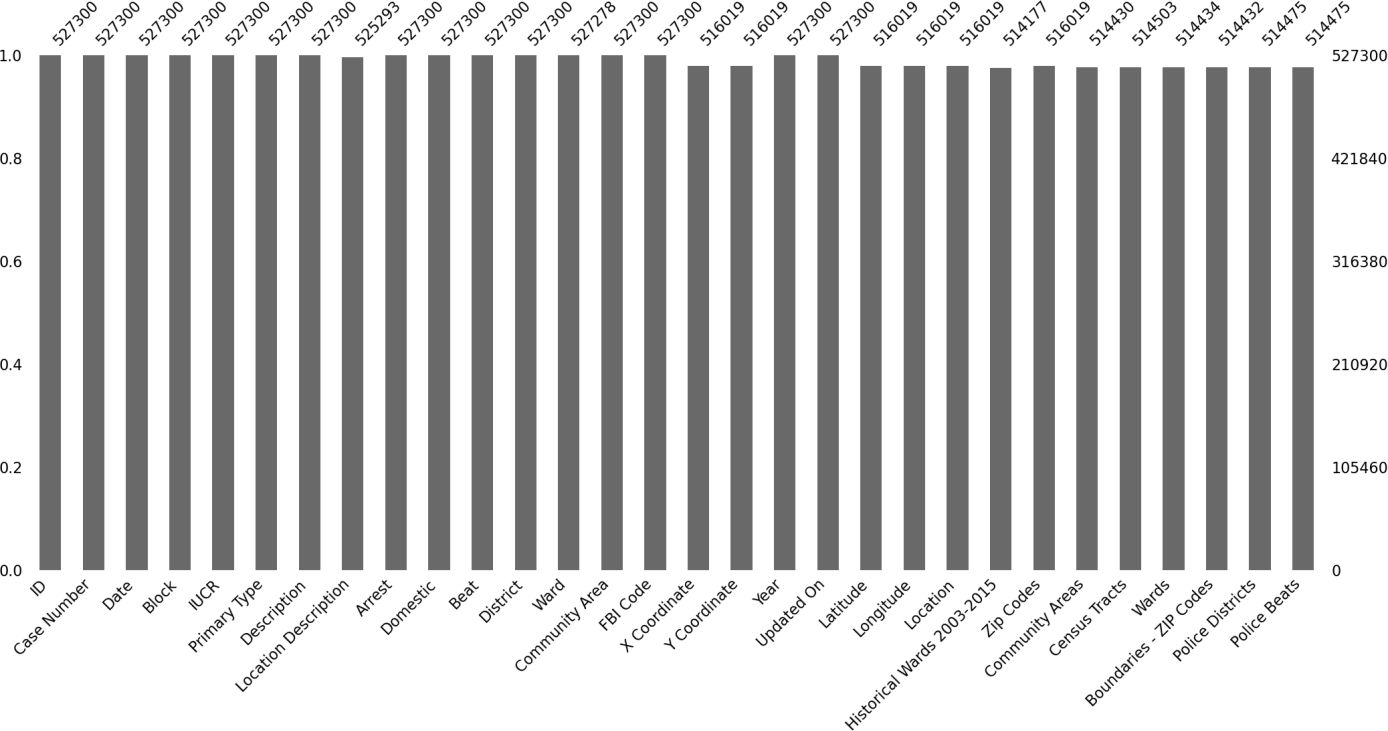 527300 527300 527300 527300 527300 527300 527300 525293 527300 527300 527300 527300 527278 527300 527300 516019 516019 527300 527300 516019 516019 516019 514177 516019 514430 514503 514434 514432 514475 514475
1.0 527300
0.8 421840
0.6 316380
0.4 210920
0.2 105460
0.0 0
ID
Case Number
Date
Block
IUCR
Primary Type
Description
Location Description
Arrest
Domestic
Beat
District
Ward
Community Area
FBI Code
X Coordinate
Y Coordinate
Year
Updated On
Latitude
Longitude
Location
Historical Wards 2003-2015
Zip Codes
Community Areas
Census Tracts
Wards
Boundaries - ZIP Codes
Police Districts
Police Beats